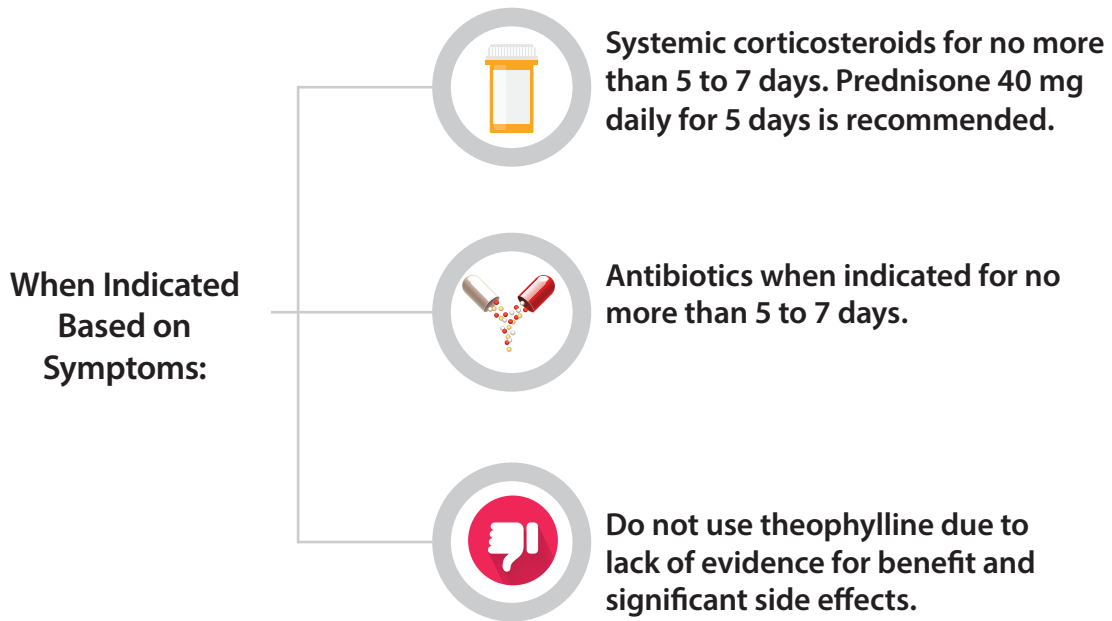 When Indicated
Based on
Symptoms:
Systemic corticosteroids for no more
than 5 to 7 days. Prednisone 40 mg
daily for 5 days is recommended.
Antibiotics when indicated for no
more than 5 to 7 days.
Do not use theophylline due to
lack of evidence for benefit and
significant side effects.